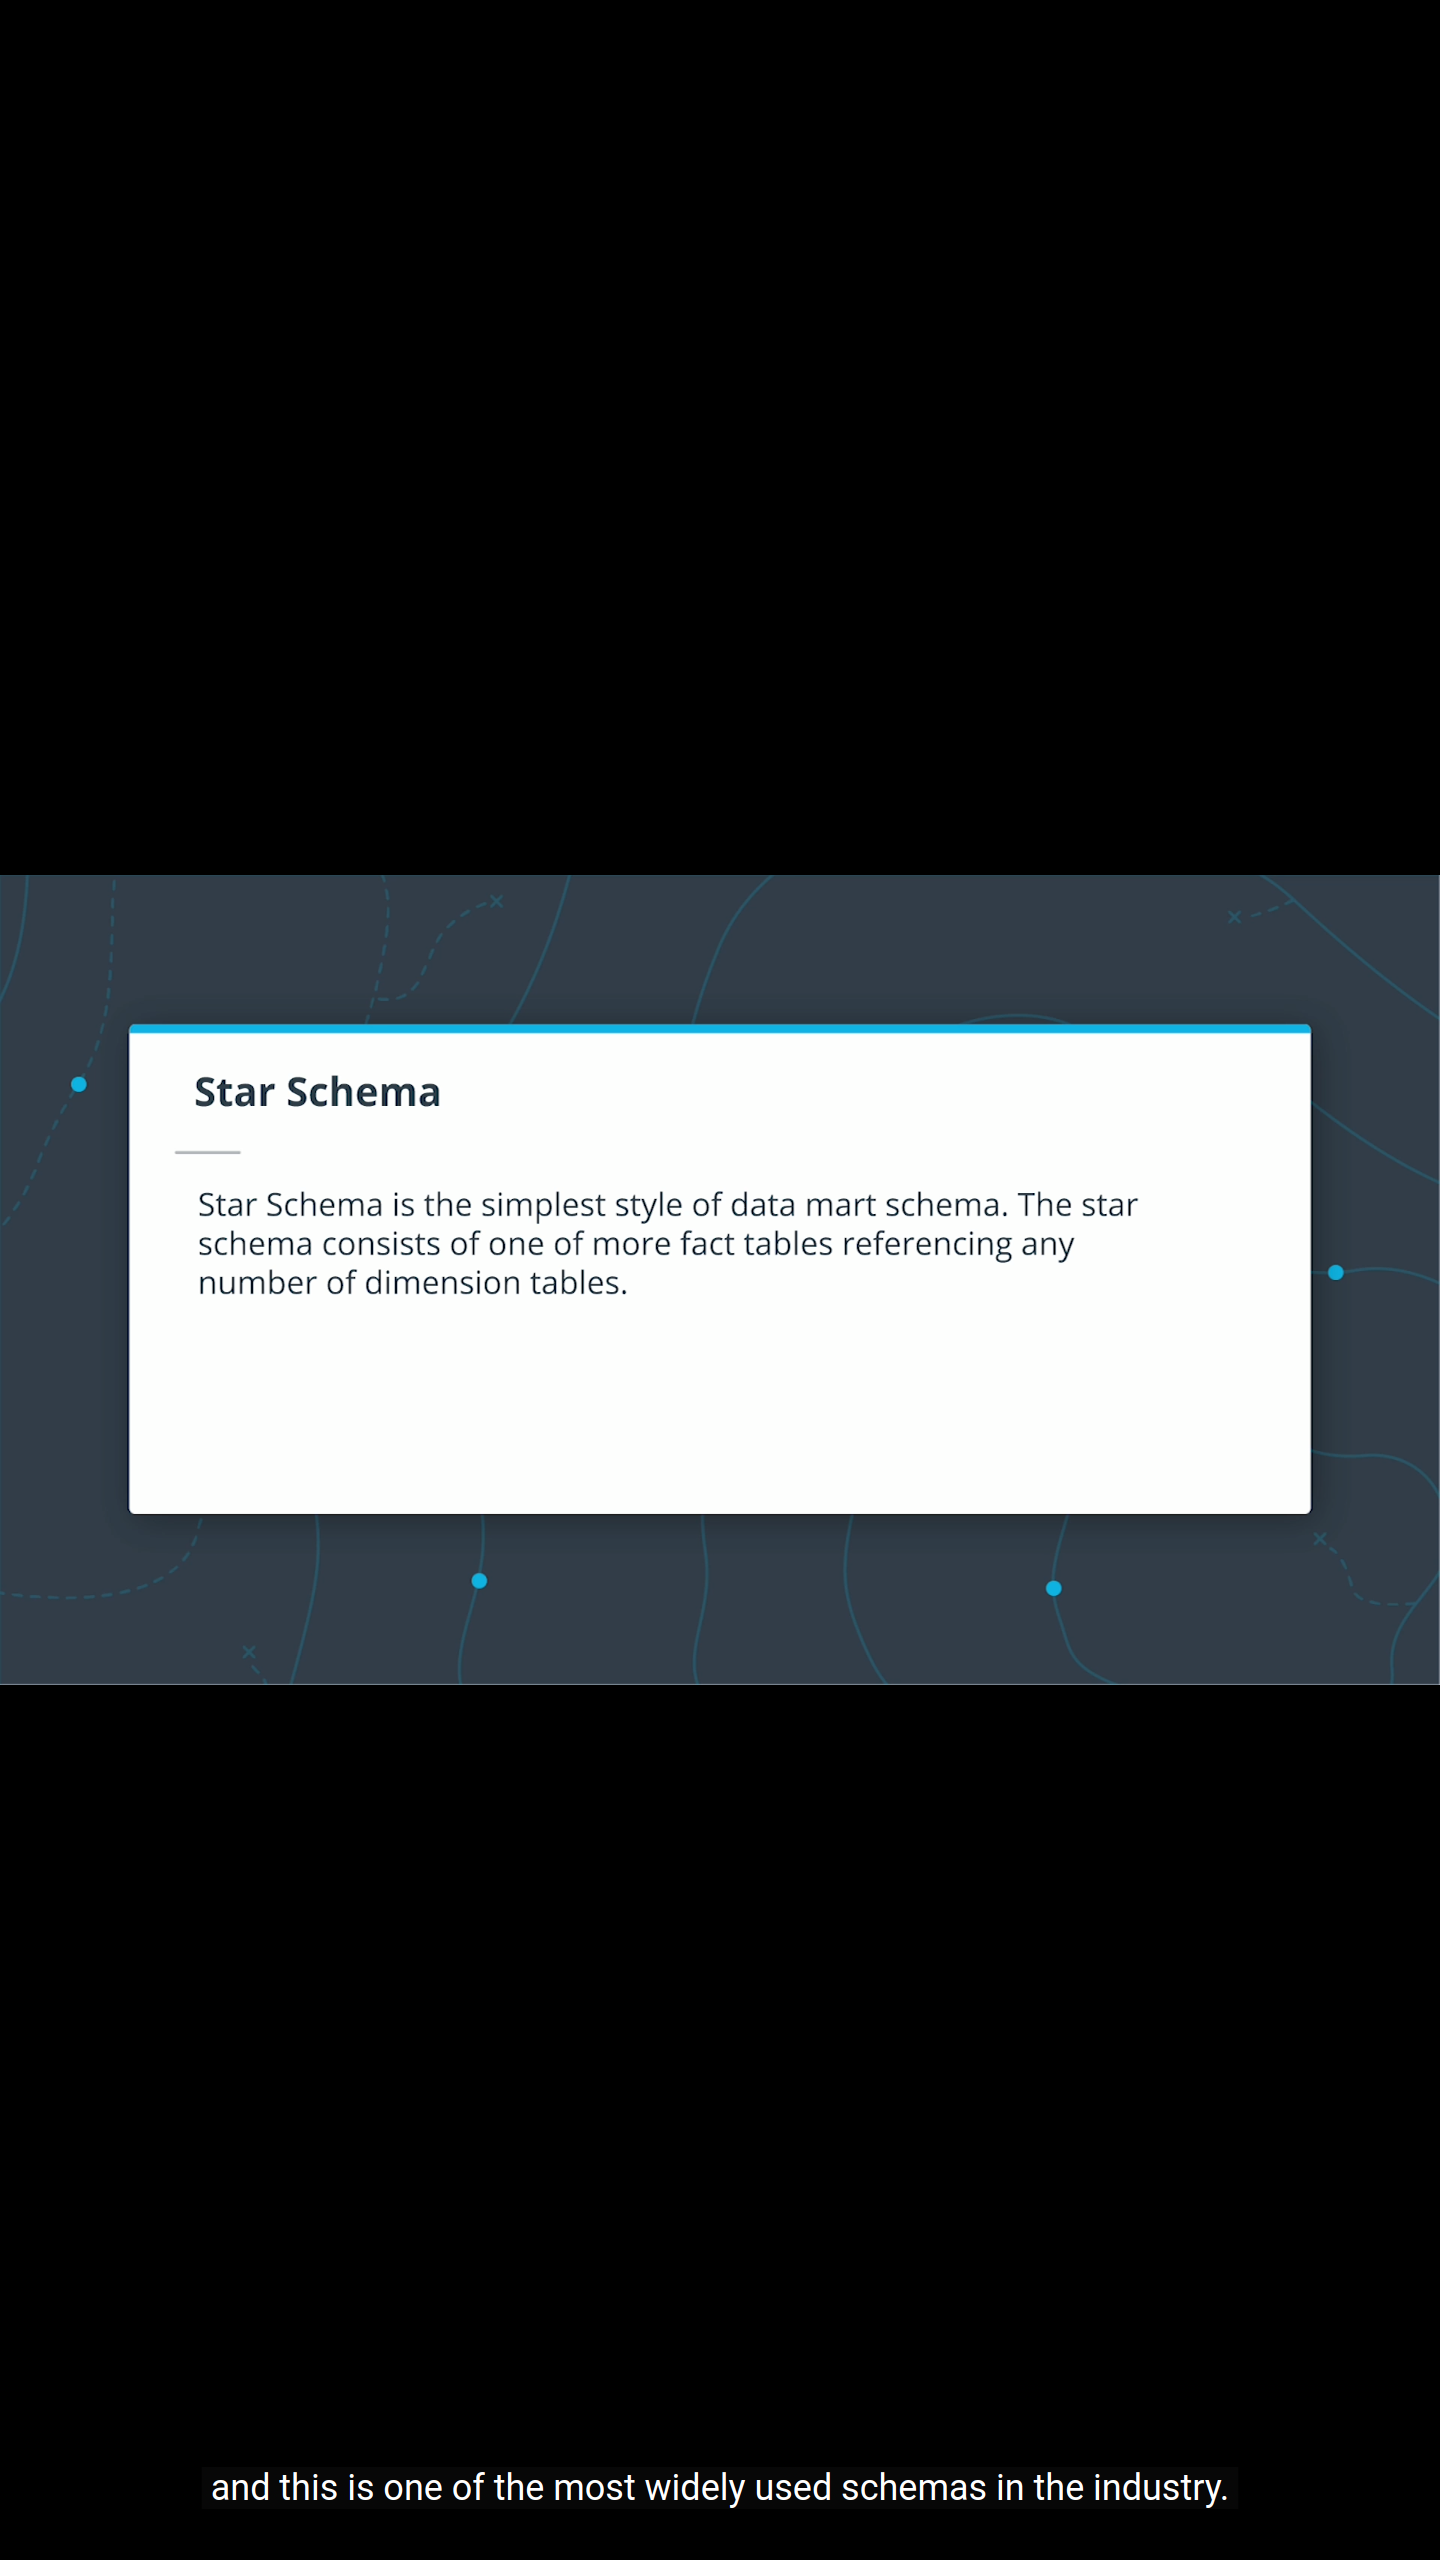 Star Schema
Star Schema is the simplest style of data mart schema. The star
schema consists of one of more fact tables referencing any
number of dimension tables.
and this is one of the most widely used schemas in the industry.